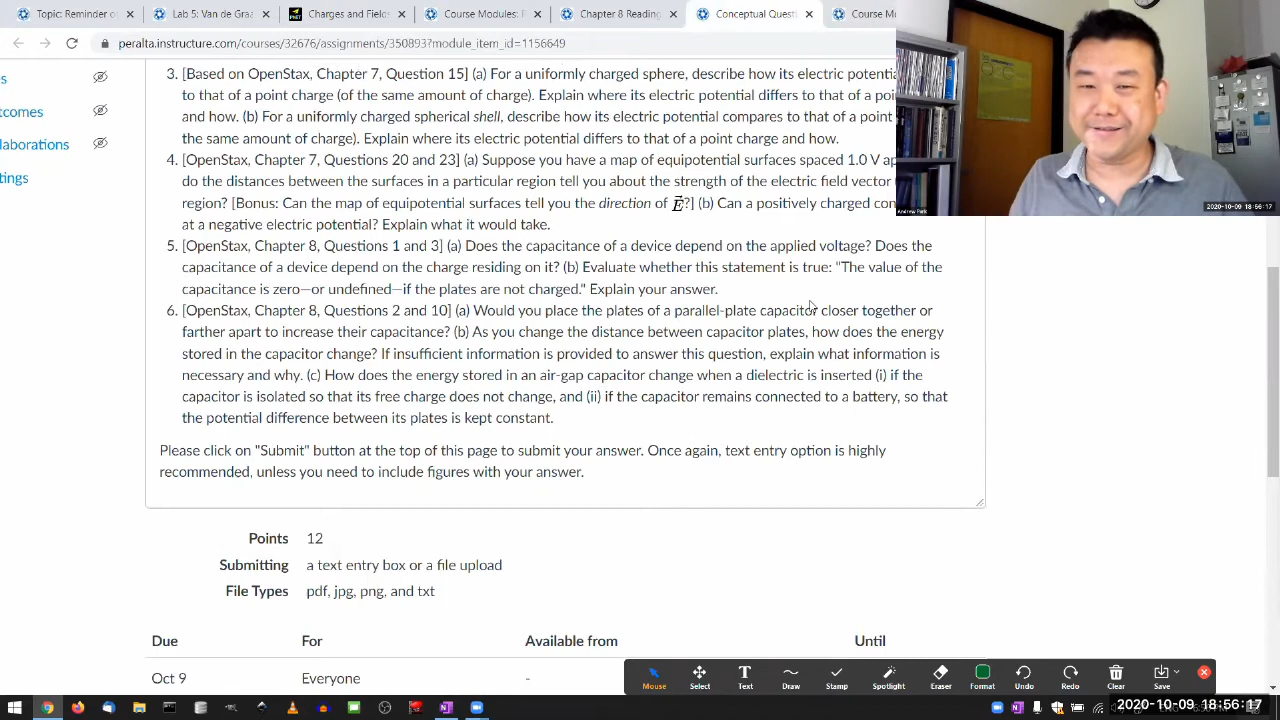 Topic: Reminder o
Lab 5: Van de Graa
Charges and Fields
Course Modules: P
Chapter 8 Reading
Conceptual Questi
Course Mo
peralta.instructure.com/courses/32676/assignments/350893?module_item_id=1156649
3. [Based on OpenStax, Chapter 7, Question 15] (a) For a uniformly charged sphere, describe how its electric potentia
to that of a point charge (of the same amount of charge). Explain where its electric potential differs to that of a poi
and how. (b) For a uniformly charged spherical shell, describe how its electric potential compares to that of a point
the same amount of charge). Explain where its electric potential differs to that of a point charge and how.
4. [OpenStax, Chapter 7, Questions 20 and 23] (a) Suppose you have a map of equipotential surfaces spaced 1.0 V ap
do the distances between the surfaces in a particular region tell you about the strength of the electric field vector
region? [Bonus: Can the map of equipotential surfaces tell you the direction of E⃗?] (b) Can a positively charged con
at a negative electric potential? Explain what it would take.
5. [OpenStax, Chapter 8, Questions 1 and 3] (a) Does the capacitance of a device depend on the applied voltage? Does the
capacitance of a device depend on the charge residing on it? (b) Evaluate whether this statement is true: "The value of the
capacitance is zero—or undefined—if the plates are not charged." Explain your answer.
6. [OpenStax, Chapter 8, Questions 2 and 10] (a) Would you place the plates of a parallel-plate capacitor closer together or
farther apart to increase their capacitance? (b) As you change the distance between capacitor plates, how does the energy
stored in the capacitor change? If insufficient information is provided to answer this question, explain what information is
necessary and why. (c) How does the energy stored in an air-gap capacitor change when a dielectric is inserted (i) if the
capacitor is isolated so that its free charge does not change, and (ii) if the capacitor remains connected to a battery, so that
the potential difference between its plates is kept constant.
Please click on "Submit" button at the top of this page to submit your answer. Once again, text entry option is highly
recommended, unless you need to include figures with your answer.
s
tcomes
laborations
tings
Points 12
Submitting a text entry box or a file upload
File Types pdf, jpg, png, and txt
Due For Available from Until
Oct 9 Everyone -
Andrew Park
2020-10-09 18:56:17
Mouse Select Text Draw Stamp Spotlight Eraser Format Undo Redo Clear Save
2020-10-09 18:56:17